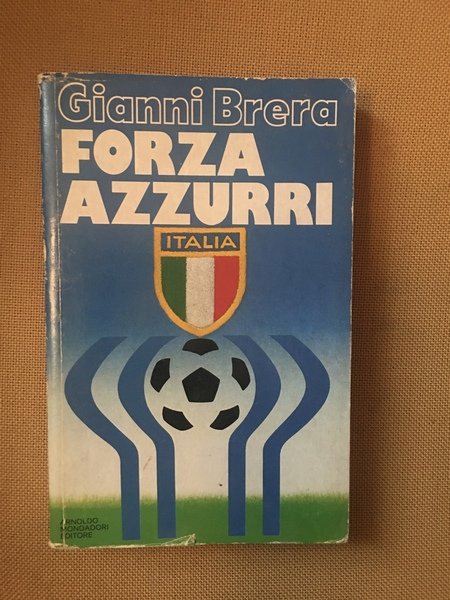 Gianni Brera
FORZA
AZZURRI
ITALIA
ARNOLDO
MONDADORI
EDITORE